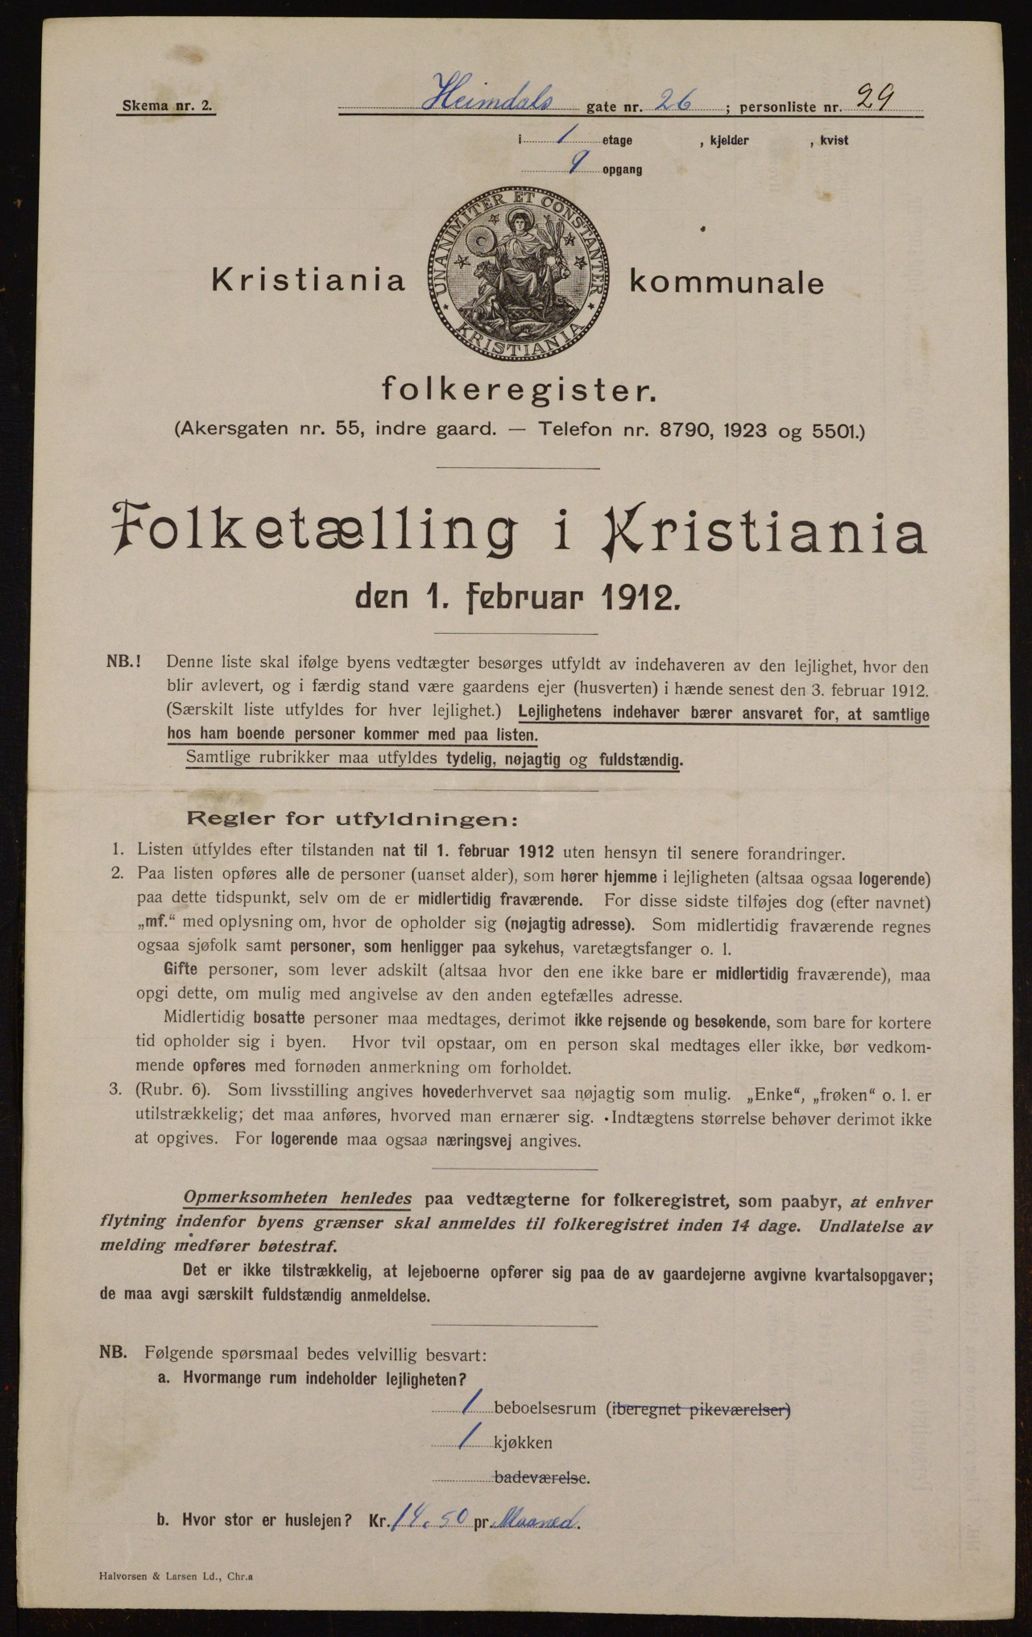 Skema nr. 2.
Heimdals gate nr. 26; personliste nr. 29
i 1 etage , kjelder , kvist
9 opgang
UNANIMITER ET CONSTANTER
KRISTIANIA
Kristiania kommunale
folkeregister.
(Akersgaten nr. 55, indre gaard. — Telefon nr. 8790, 1923 og 5501.)
Folketælling i Kristiania
den 1. februar 1912.
NB.! Denne liste skal ifølge byens vedtægter besørges utfyldt av indehaveren av den lejlighet, hvor den
blir avlevert, og i færdig stand være gaardens ejer (husverten) i hænde senest den 3. februar 1912.
(Særskilt liste utfyldes for hver lejlighet.) Lejlighetens indehaver bærer ansvaret for, at samtlige
hos ham boende personer kommer med paa listen.
Samtlige rubrikker maa utfyldes tydelig, nøjagtig og fuldstændig.
Regler for utfyldningen:
1. Listen utfyldes efter tilstanden nat til 1. februar 1912 uten hensyn til senere forandringer.
2. Paa listen opføres alle de personer (uanset alder), som hører hjemme i lejligheten (altsaa ogsaa logerende)
paa dette tidspunkt, selv om de er midlertidig fraværende. For disse sidste tilføjes dog (efter navnet)
„mf.“ med oplysning om, hvor de opholder sig (nøjagtig adresse). Som midlertidig fraværende regnes
ogsaa sjøfolk samt personer, som henligger paa sykehus, varetægtsfanger o. l.
Gifte personer, som lever adskilt (altsaa hvor den ene ikke bare er midlertidig fraværende), maa
opgi dette, om mulig med angivelse av den anden egtefælles adresse.
Midlertidig bosatte personer maa medtages, derimot ikke rejsende og besøkende, som bare for kortere
tid opholder sig i byen. Hvor tvil opstaar, om en person skal medtages eller ikke, bør vedkom-
mende opføres med fornøden anmerkning om forholdet.
3. (Rubr. 6). Som livsstilling angives hovederhvervet saa nøjagtig som mulig. „Enke“, „frøken“ o. l. er
utilstrækkelig; det maa anføres, hvorved man ernærer sig. Indtægtens størrelse behøver derimot ikke
at opgives. For logerende maa ogsaa næringsvej angives.
Opmerksomheten henledes paa vedtægterne for folkeregistret, som paabyr, at enhver
flytning indenfor byens grænser skal anmeldes til folkeregistret inden 14 dage. Undlatelse av
melding medfører bøtestraf.
Det er ikke tilstrækkelig, at lejeboerne opfører sig paa de av gaardejerne avgivne kvartalsopgaver;
de maa avgi særskilt fuldstændig anmeldelse.
NB. Følgende spørsmaal bedes velvillig besvart:
a. Hvormange rum indeholder lejligheten?
1 beboelsesrum (iberegnet pikeværelser)
1 kjøkken
badeværelse.
b. Hvor stor er huslejen? Kr. 14.50 pr. Maaned.
Halvorsen & Larsen Ld., Chr.a